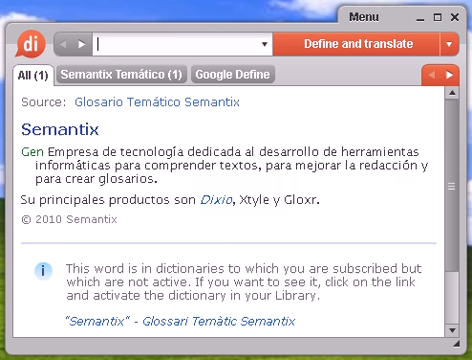 Menu
di
Define and translate
All (1) Semantix Temático (1) Google Define
Source: Glosario Temático Semantix
Semantix
Gen Empresa de tecnología dedicada al desarrollo de herramientas
informáticas para comprender textos, para mejorar la redacción y
para crear glosarios.
Su principales productos son Dixio, Xtyle y Gloxr.
© 2010 Semantix
i
This word is in dictionaries to which you are subscribed but
which are not active. If you want to see it, click on the link
and activate the dictionary in your Library.
"Semantix" - Glossari Temàtic Semantix